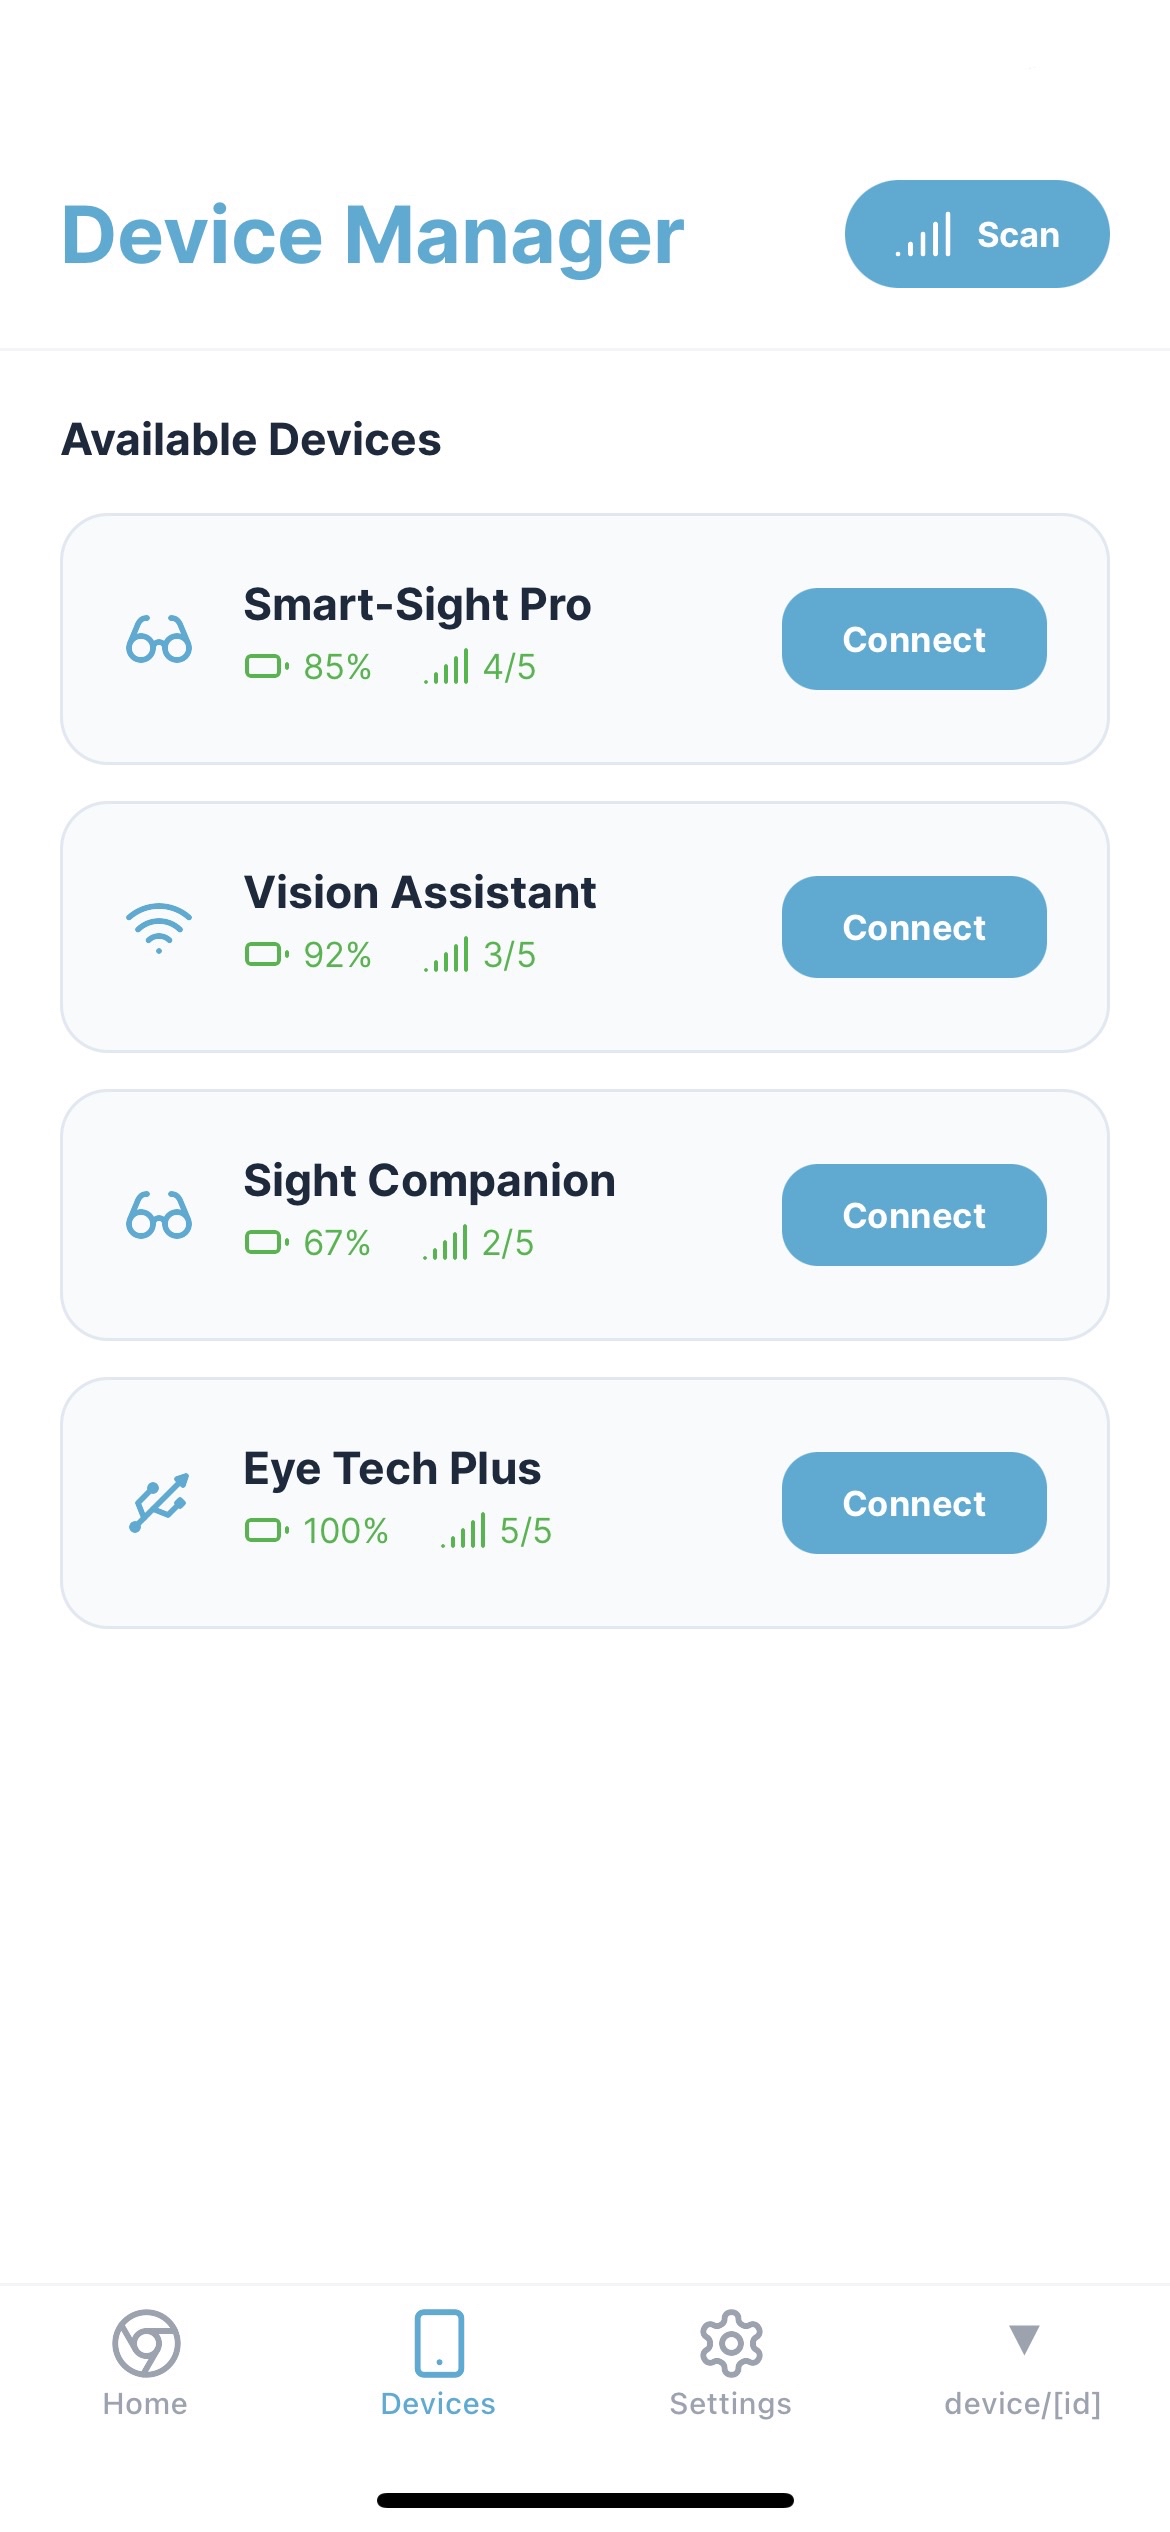 Device Manager
Scan
Available Devices
Smart-Sight Pro
85% 4/5
Connect
Vision Assistant
92% 3/5
Connect
Sight Companion
67% 2/5
Connect
Eye Tech Plus
100% 5/5
Connect
Home Devices Settings device/[id]